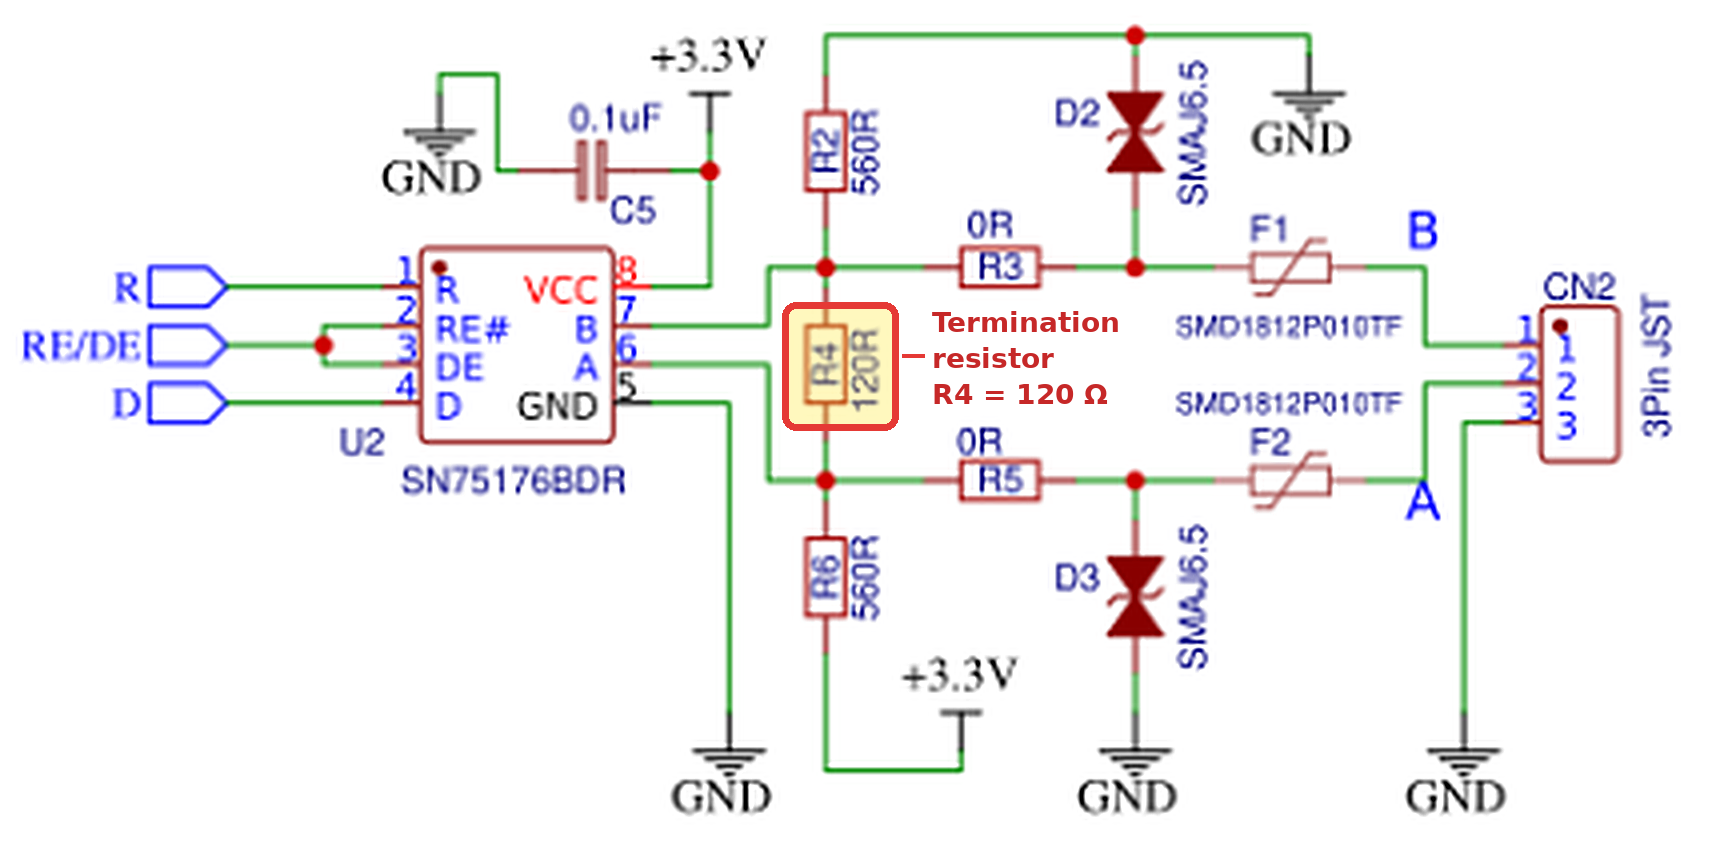 +3.3V
GND
0.1uF
C5
R2
560R
D2
SMAJ6.5
GND
R
RE/DE
D
1
2
3
4
R
RE#
DE
D
VCC
B
A
GND
8
7
6
5
U2
SN75176BDR
0R
R3
F1
B
SMD1812P010TF
R4
120R
Termination
resistor
R4 = 120 Ω
SMD1812P010TF
0R
R5
F2
A
CN2
1
2
3
1
2
3
3Pin JST
R6
560R
D3
SMAJ6.5
+3.3V
GND
GND
GND